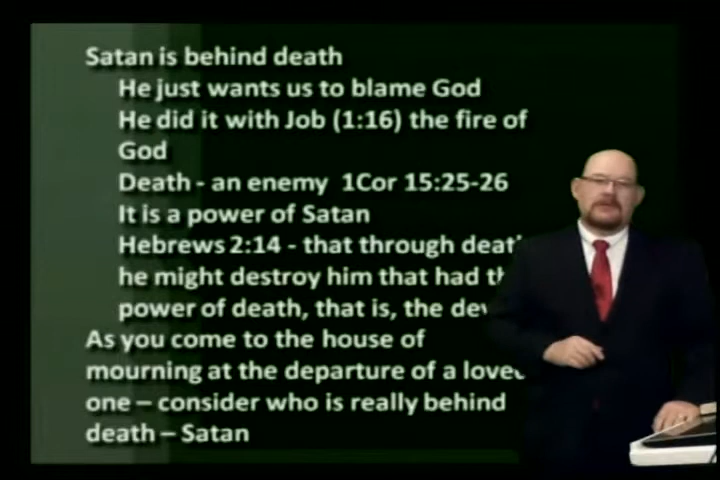 Satan is behind death
He just wants us to blame God
He did it with Job (1:16) the fire of
God
Death - an enemy 1Cor 15:25-26
It is a power of Satan
Hebrews 2:14 - that through
he might destroy him that had
power of death, that is, the
As you come to the house of
mourning at the departure of a
one – consider who is really behind
death – Satan